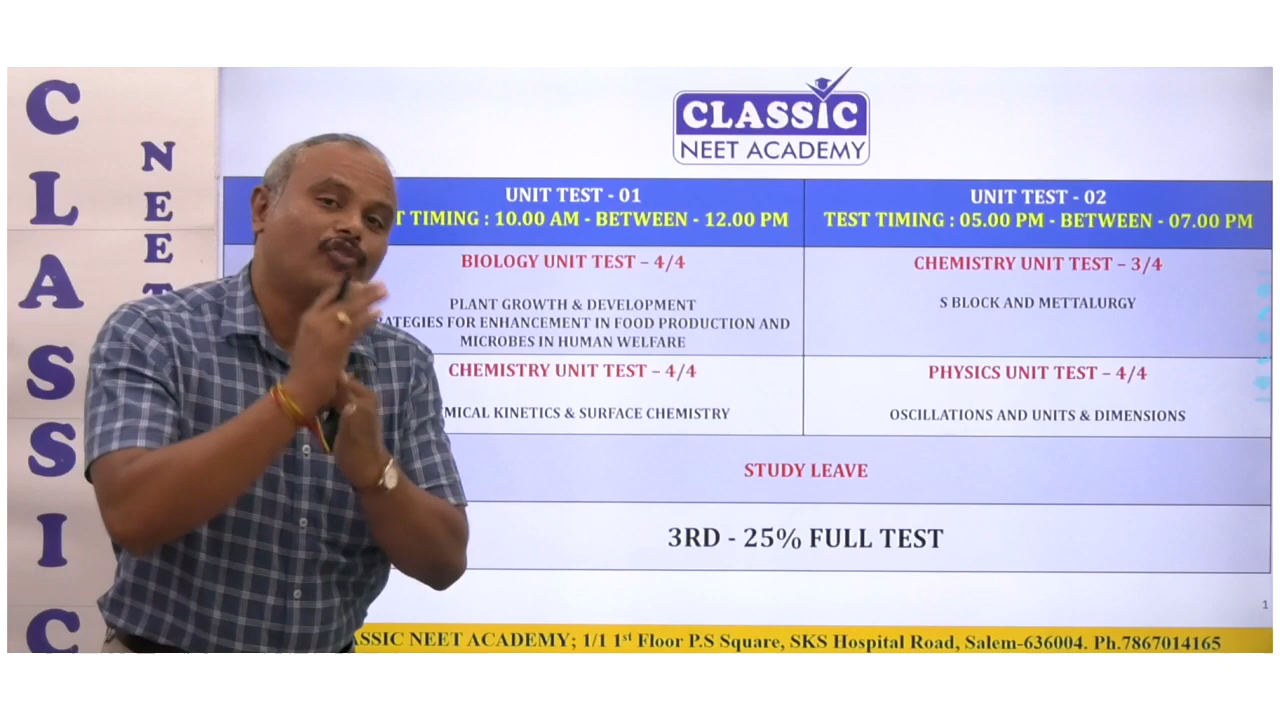 CLASSIC
NEET
CLASSIC
NEET ACADEMY
UNIT TEST - 01
TIMING : 10.00 AM - BETWEEN - 12.00 PM
UNIT TEST - 02
TEST TIMING : 05.00 PM - BETWEEN - 07.00 PM
BIOLOGY UNIT TEST – 4/4
PLANT GROWTH & DEVELOPMENT
FOR ENHANCEMENT IN FOOD PRODUCTION AND
MICROBES IN HUMAN WELFARE
CHEMISTRY UNIT TEST – 3/4
S BLOCK AND METTALURGY
CHEMISTRY UNIT TEST – 4/4
KINETICS & SURFACE CHEMISTRY
PHYSICS UNIT TEST – 4/4
OSCILLATIONS AND UNITS & DIMENSIONS
STUDY LEAVE
3RD - 25% FULL TEST
1
NEET ACADEMY; 1/1 1st Floor P.S Square, SKS Hospital Road, Salem-636004. Ph.7867014165